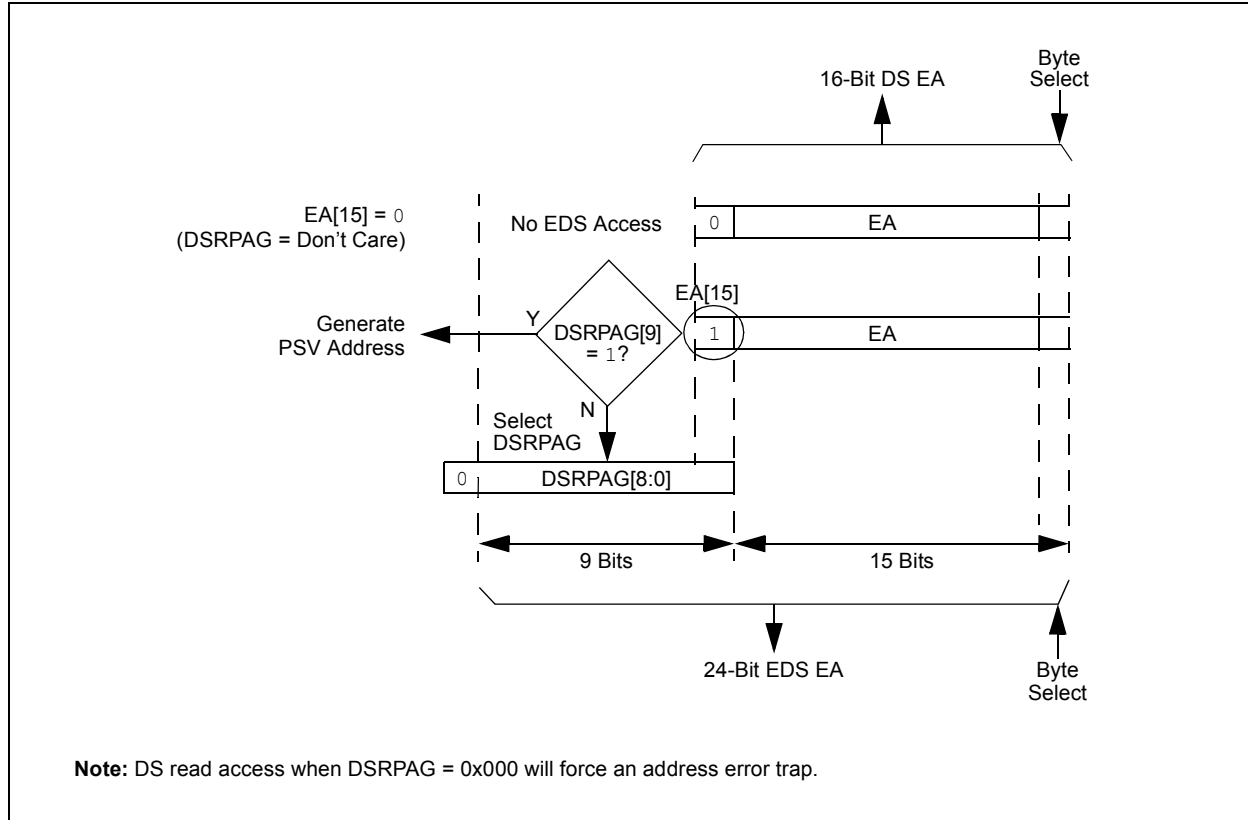 16-Bit DS EA
Byte
Select
EA[15] = 0
(DSRPAG = Don't Care)
No EDS Access
0
EA
EA[15]
Generate
PSV Address
Y
DSRPAG[9]
= 1?
1
EA
N
Select
DSRPAG
0
DSRPAG[8:0]
9 Bits
15 Bits
24-Bit EDS EA
Byte
Select
Note: DS read access when DSRPAG = 0x000 will force an address error trap.